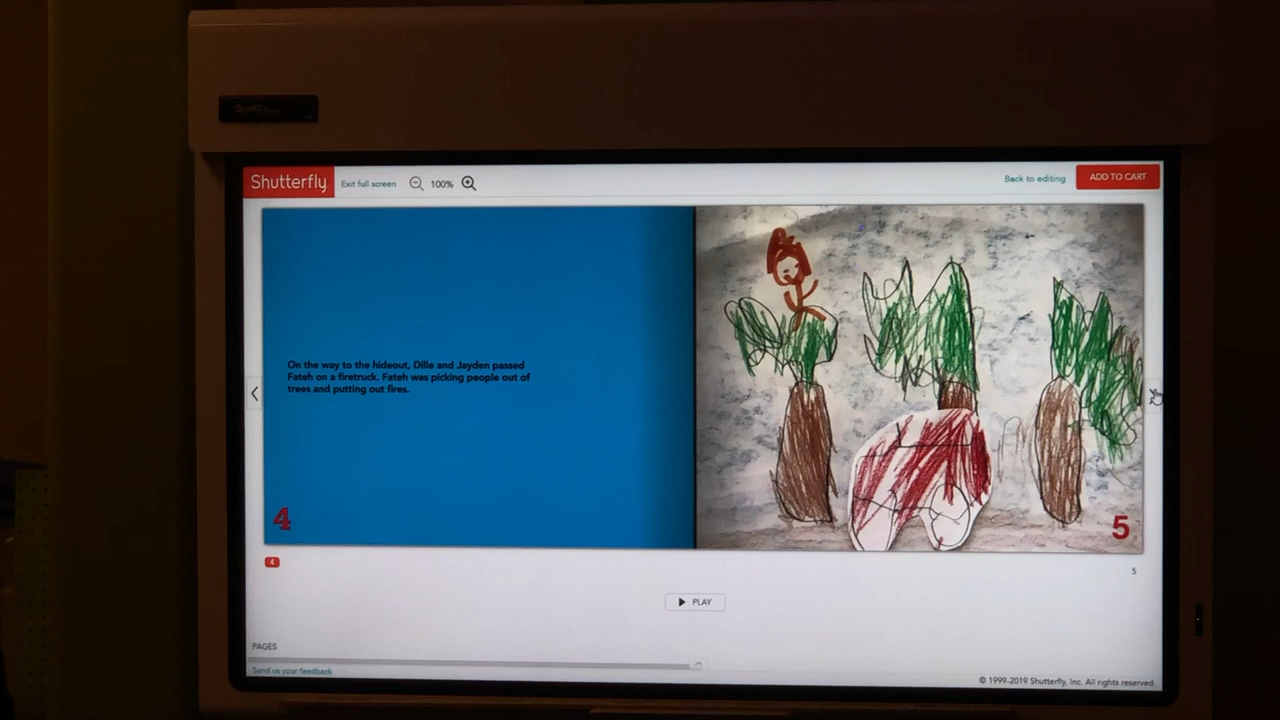 SMART
Shutterfly
Exit full screen
100%
Back to editing
ADD TO CART
On the way to the hideout, Dille and Jayden passed
Fateh on a firetruck. Fateh was picking people out of
trees and putting out fires.
4
5
4
5
PLAY
PAGES
Send us your feedback
© 1999-2019 Shutterfly, Inc. All rights reserved.